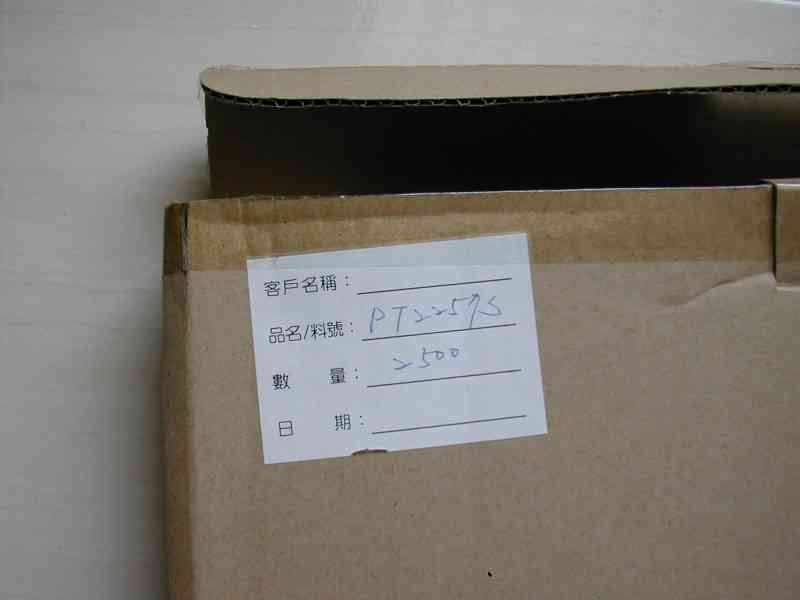 客戶名稱：
品名/料號：PT2257S
數 量：2500
日 期：